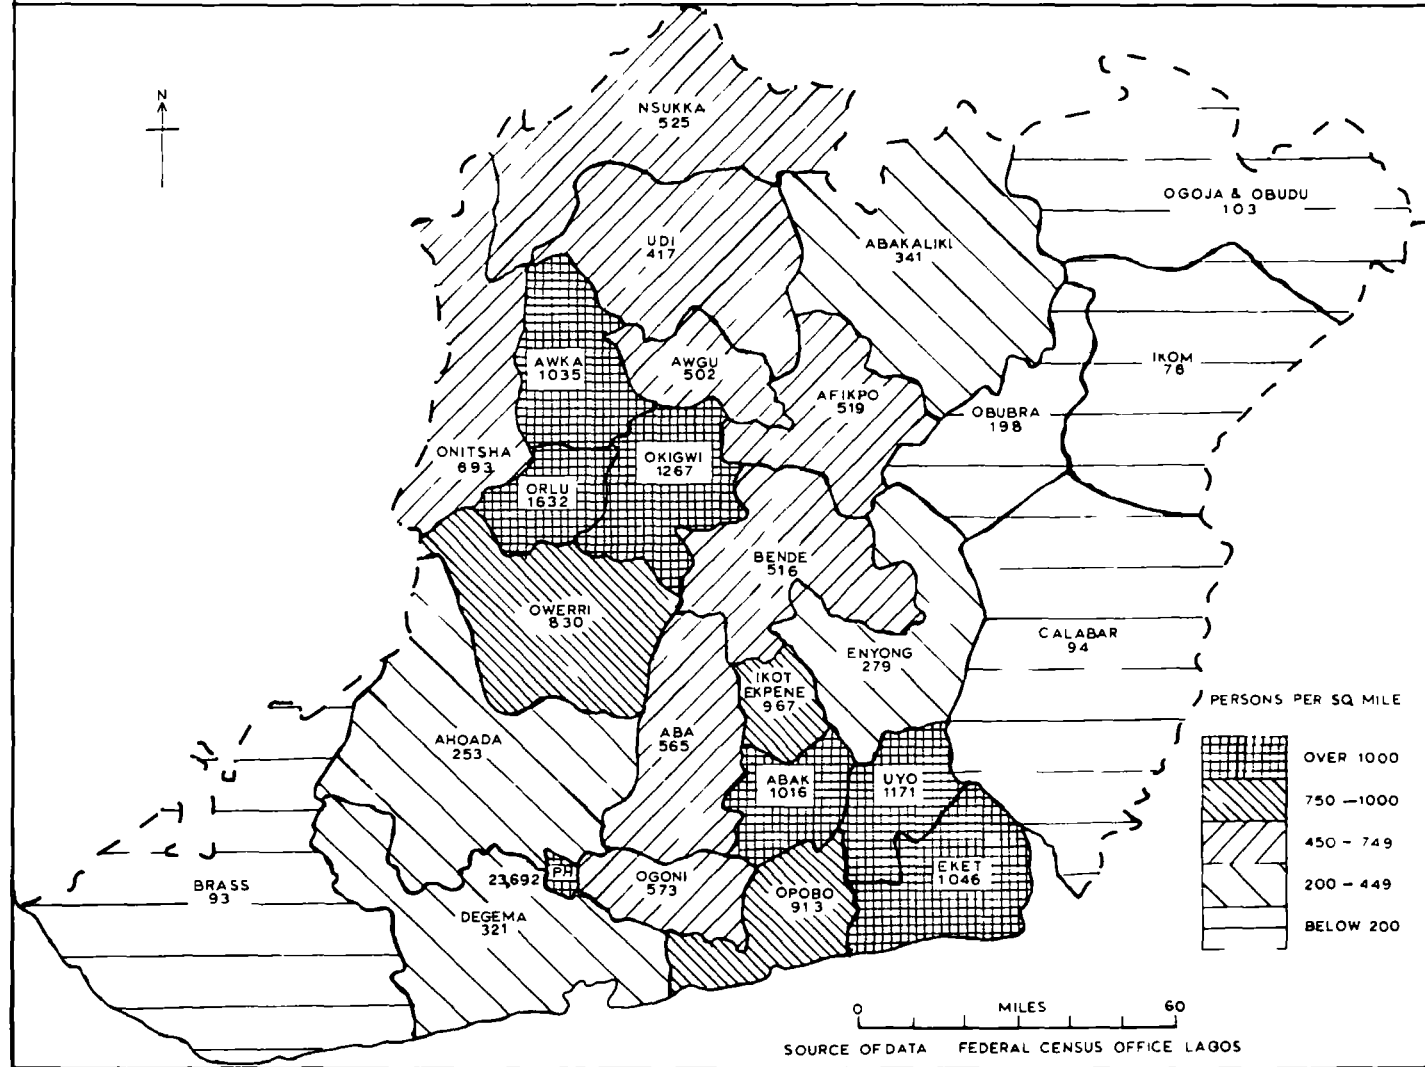 N
NSUKKA
525
OGOJA & OBUDU
103
UDI
417
ABAKALIKI
341
AWKA
1035
AWGU
502
IKOM
76
AFIKPO
519
OBUBRA
198
ONITSHA
693
OKIGWI
1267
ORLU
1632
BENDE
516
OWERRI
830
CALABAR
94
ENYONG
279
IKOT
EKPENE
967
AHOADA
253
ABA
565
ABAK
1016
UYO
1171
PERSONS PER SQ MILE
OVER 1000
750 - 1000
450 - 749
200 - 449
BELOW 200
BRASS
93
23,692
PH
OGONI
573
OPOBO
913
EKET
1046
DEGEMA
321
0 MILES 60
SOURCE OF DATA FEDERAL CENSUS OFFICE LAGOS